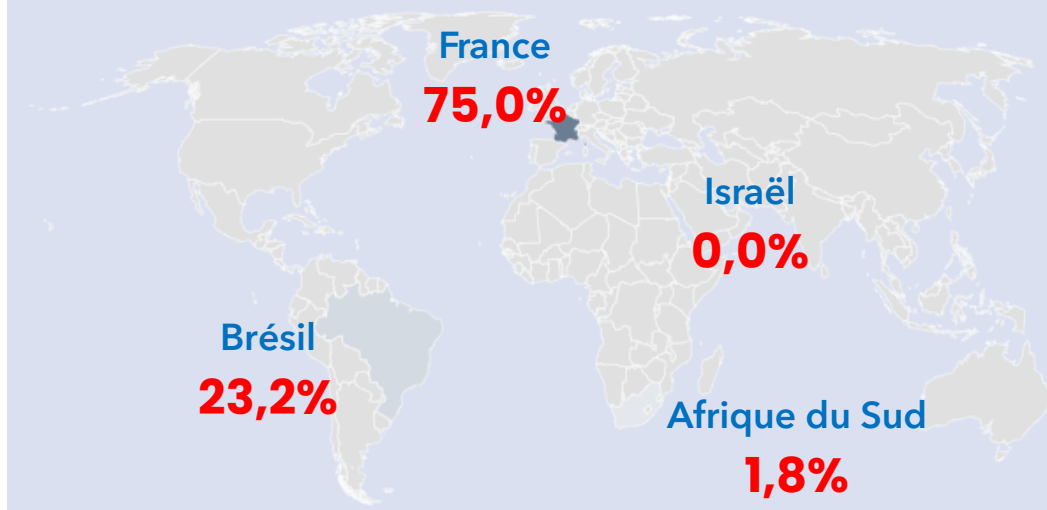 France
75,0%
Israël
0,0%
Brésil
23,2%
Afrique du Sud
1,8%